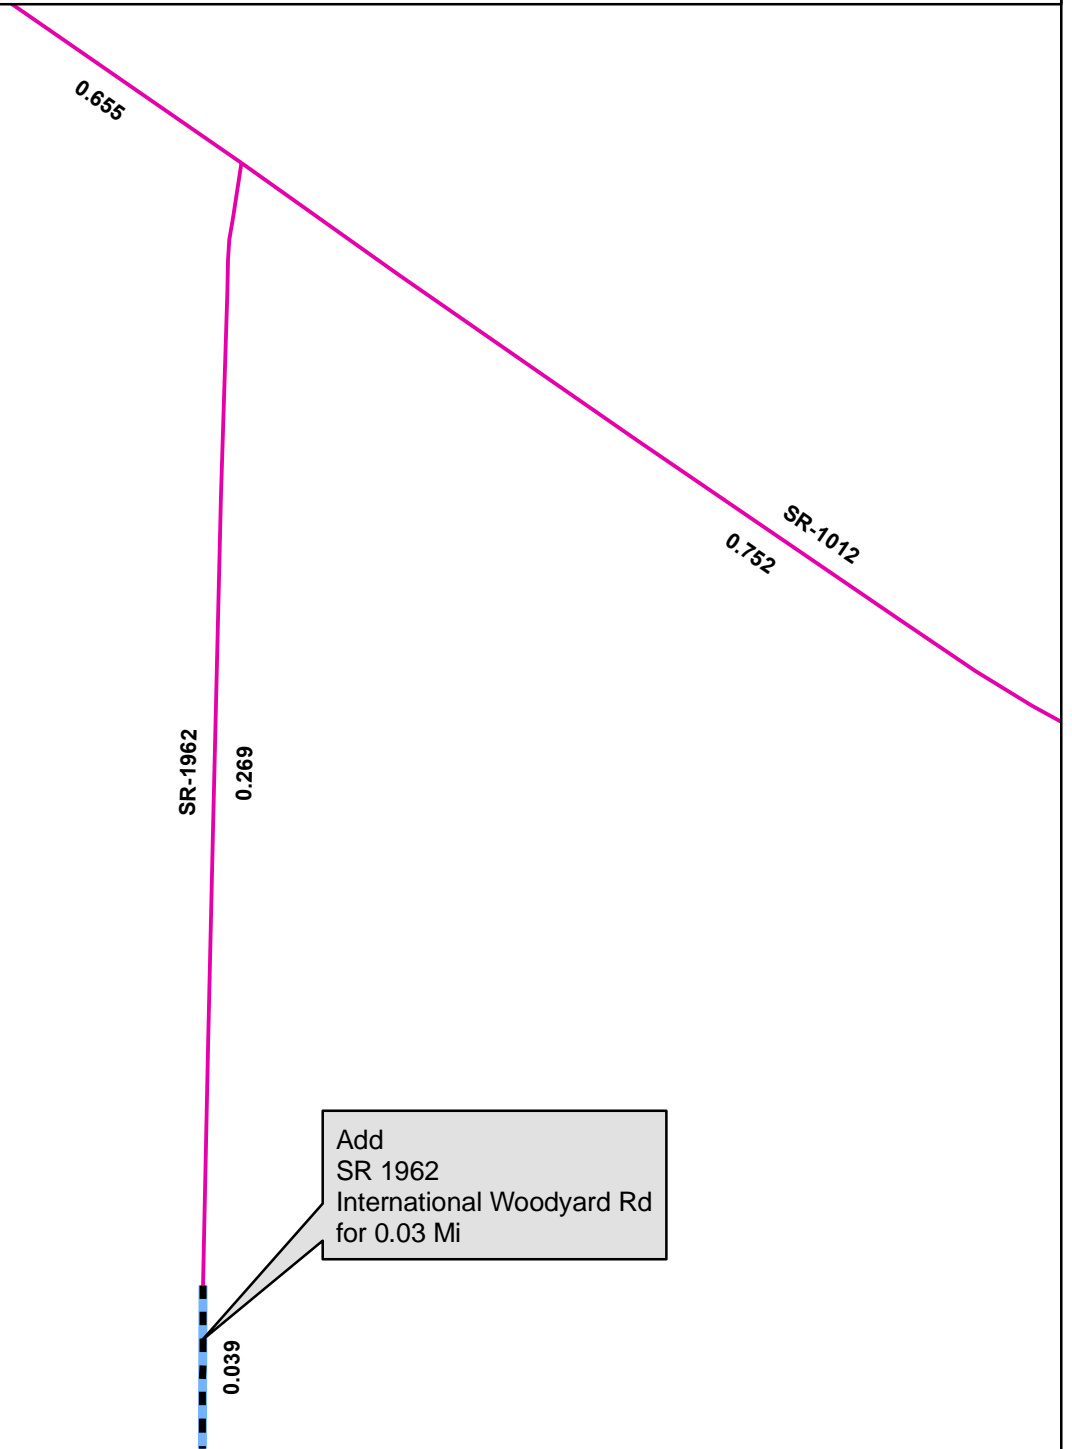 0.655
SR-1012
0.752
SR-1962
0.269
Add
SR 1962
International Woodyard Rd
for 0.03 Mi
0.039